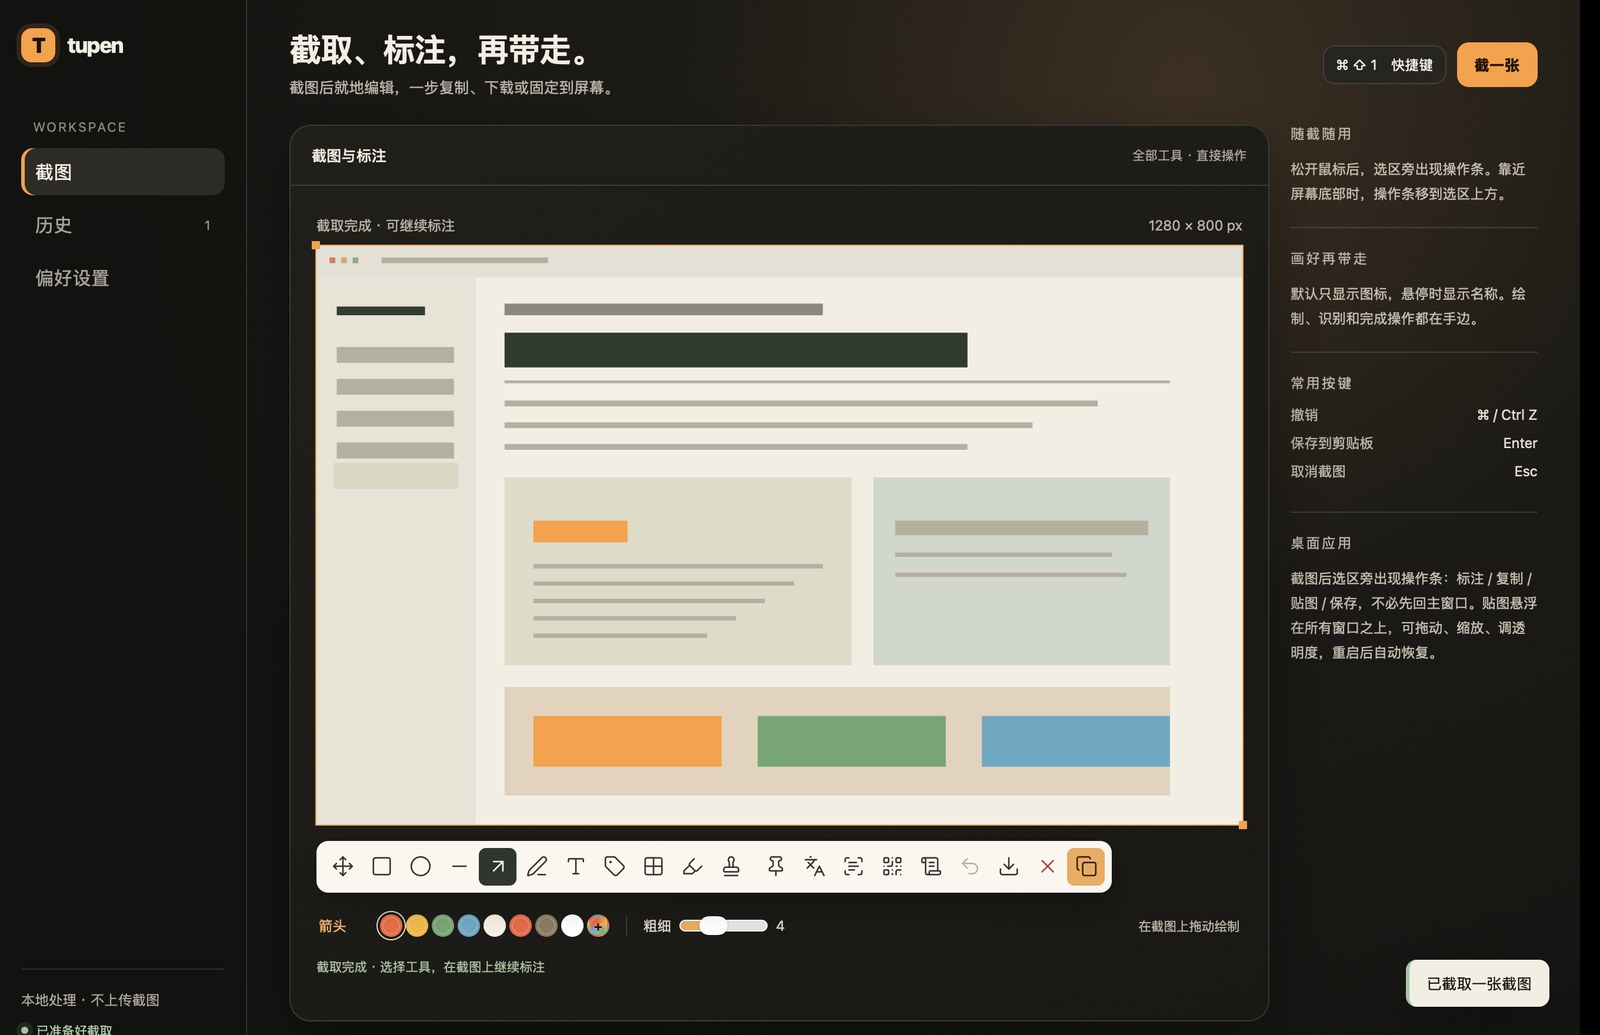 T tupen
WORKSPACE
截图
历史 1
偏好设置
本地处理 · 不上传截图
已准备好截取
截取、标注，再带走。
截图后就地编辑，一步复制、下载或固定到屏幕。
⌘ ⇧ 1 快捷键
截一张
截图与标注
全部工具 · 直接操作
截取完成 · 可继续标注
1280 × 800 px
箭头
粗细
4
在截图上拖动绘制
截取完成 · 选择工具，在截图上继续标注
随截随用
松开鼠标后，选区旁出现操作条。靠近
屏幕底部时，操作条移到选区上方。
画好再带走
默认只显示图标，悬停时显示名称。绘
制、识别和完成操作都在手边。
常用按键
撤销 ⌘ / Ctrl Z
保存到剪贴板 Enter
取消截图 Esc
桌面应用
截图后选区旁出现操作条：标注 / 复制 /
贴图 / 保存，不必先回主窗口。贴图悬浮
在所有窗口之上，可拖动、缩放、调透
明度，重启后自动恢复。
已截取一张截图